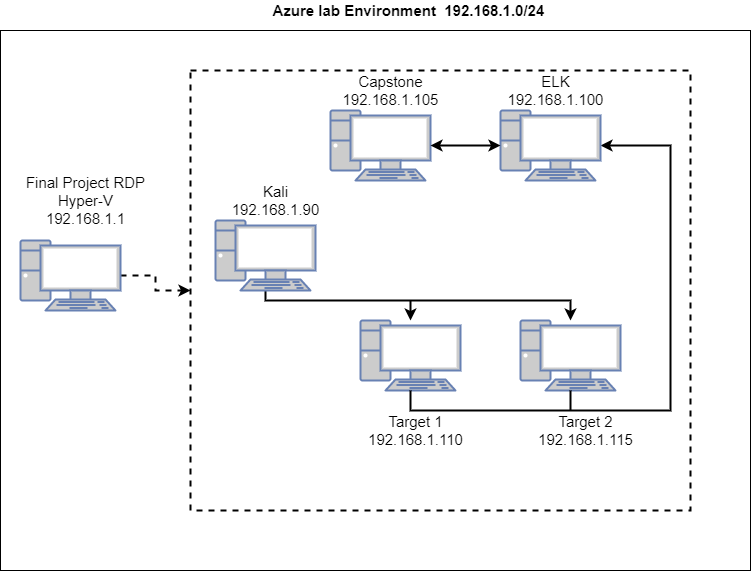 Azure lab Environment  192.168.1.0/24
Capstone
192.168.1.105
ELK
192.168.1.100
Final Project RDP
Hyper-V
192.168.1.1
Kali
192.168.1.90
Target 1
192.168.1.110
Target 2
192.168.1.115